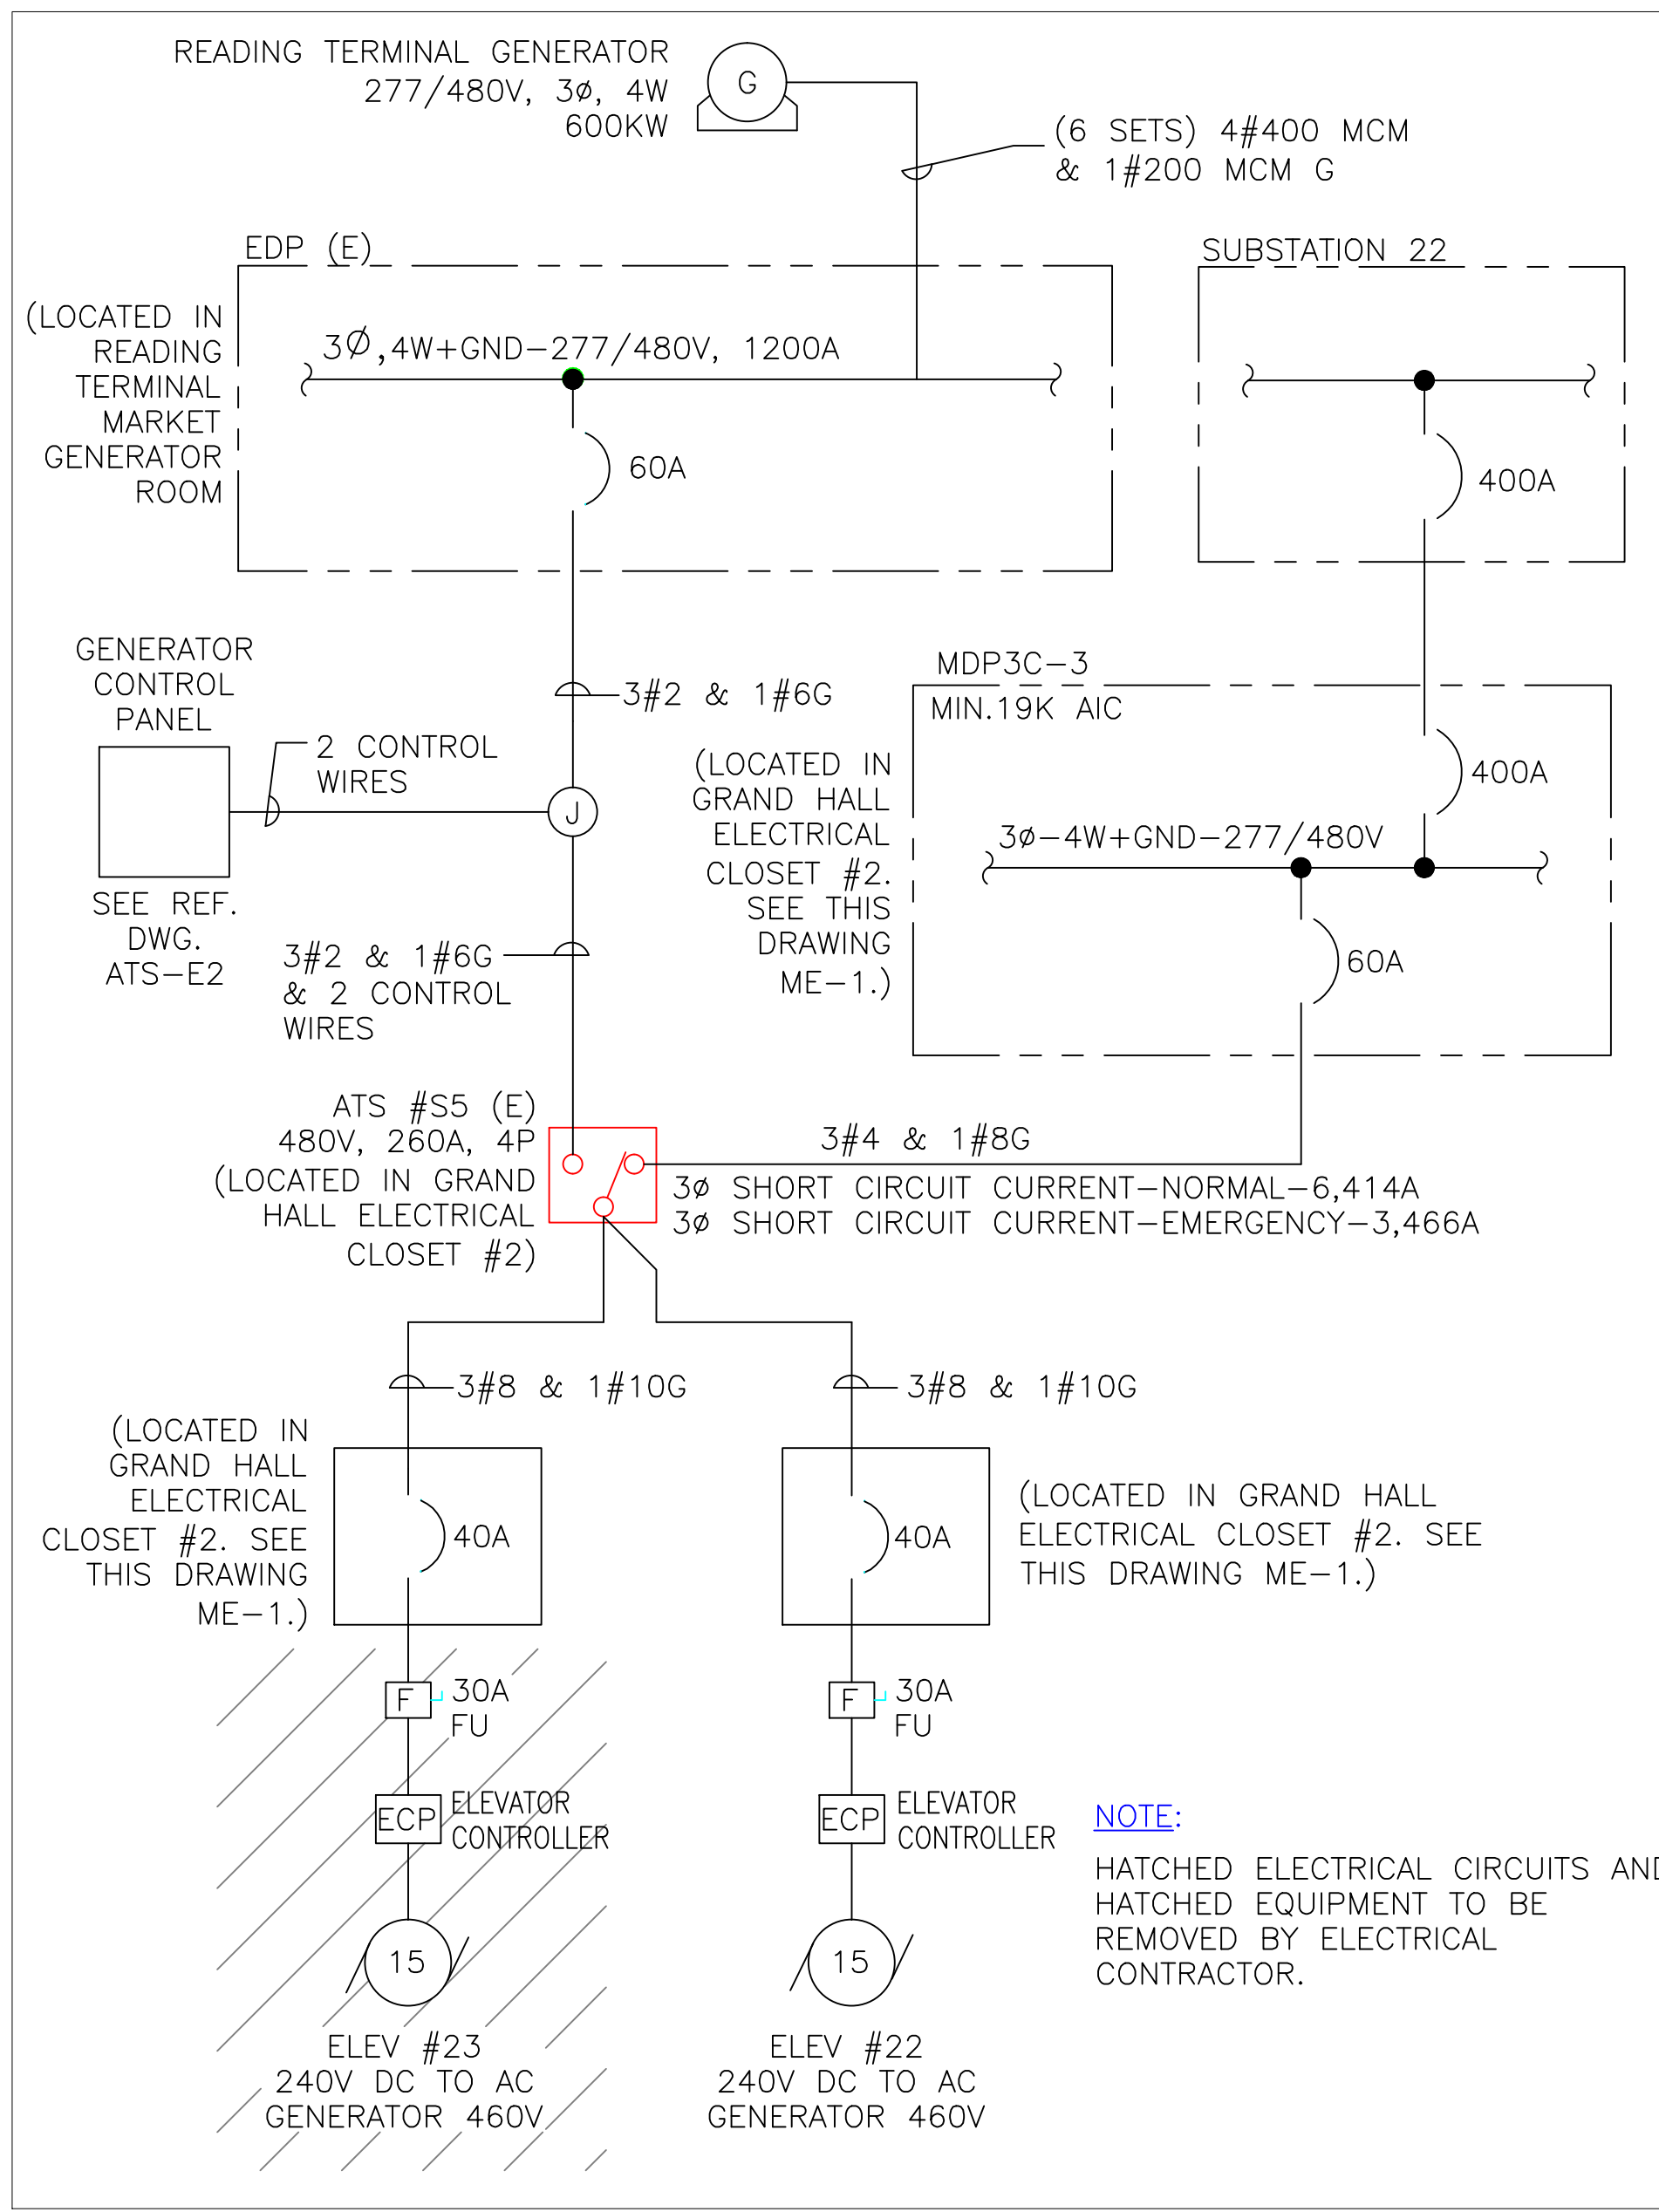 READING TERMINAL GENERATOR
277/480V, 3ø, 4W
600KW
G
(6 SETS) 4#400 MCM
& 1#200 MCM G
EDP (E)
(LOCATED IN
READING
TERMINAL
MARKET
GENERATOR
ROOM
3Ø,4W+GND-277/480V, 1200A
60A
SUBSTATION 22
400A
GENERATOR
CONTROL
PANEL
SEE REF.
DWG.
ATS-E2
2 CONTROL
WIRES
3#2 & 1#6G
J
3#2 & 1#6G
& 2 CONTROL
WIRES
MDP3C-3
MIN.19K AIC
(LOCATED IN
GRAND HALL
ELECTRICAL
CLOSET #2.
SEE THIS
DRAWING
ME-1.)
400A
3ø-4W+GND-277/480V
60A
ATS #S5 (E)
480V, 260A, 4P
(LOCATED IN GRAND
HALL ELECTRICAL
CLOSET #2)
3#4 & 1#8G
3ø SHORT CIRCUIT CURRENT-NORMAL-6,414A
3ø SHORT CIRCUIT CURRENT-EMERGENCY-3,466A
3#8 & 1#10G
3#8 & 1#10G
(LOCATED IN
GRAND HALL
ELECTRICAL
CLOSET #2. SEE
THIS DRAWING
ME-1.)
40A
40A
(LOCATED IN GRAND HALL
ELECTRICAL CLOSET #2. SEE
THIS DRAWING ME-1.)
F
30A
FU
F
30A
FU
ECP
ELEVATOR
CONTROLLER
ECP
ELEVATOR
CONTROLLER
15
15
ELEV #23
240V DC TO AC
GENERATOR 460V
ELEV #22
240V DC TO AC
GENERATOR 460V
NOTE:
HATCHED ELECTRICAL CIRCUITS AND
HATCHED EQUIPMENT TO BE
REMOVED BY ELECTRICAL
CONTRACTOR.